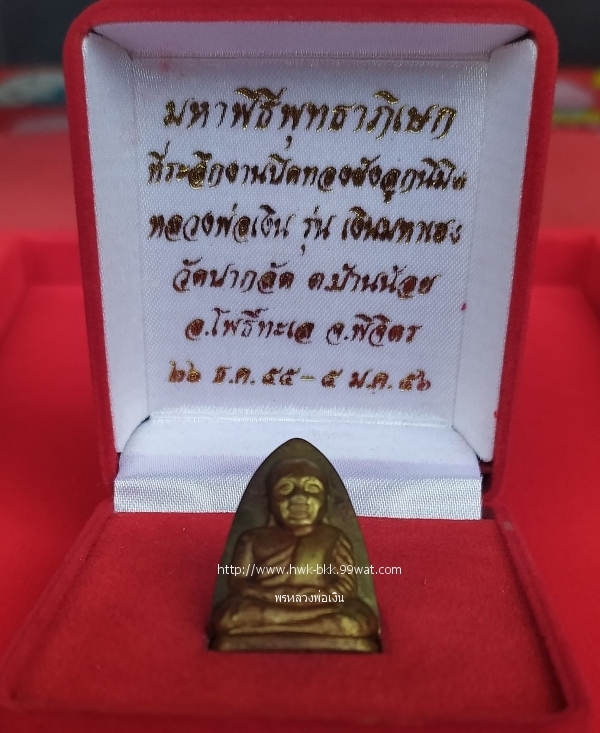 มหาพิธีพุทธาภิเษก
ที่ระลึกงานปิดทองฝังลูกนิมิต
หลวงพ่อเงิน รุ่น เงินมหาเฮง
วัดปากลัด ต.บ้านน้อย
อ.โพธิ์ทะเล จ.พิจิตร
๒๖ ธ.ค. ๕๕ - ๕ ม.ค. ๕๖
http://www.hwk-bkk.99wat.com
พรหลวงพ่อเงิน